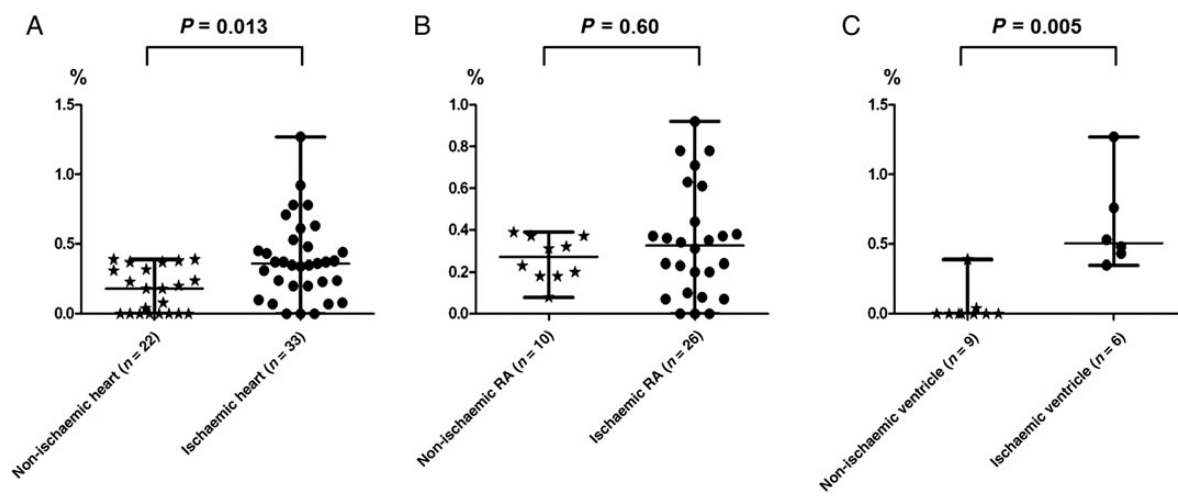 A
P = 0.013
%
1.5
1.0
0.5
0.0
Non-ischaemic heart (n = 22)
Ischaemic heart (n = 33)
B
P = 0.60
%
1.0
0.8
0.6
0.4
0.2
0.0
Non-ischaemic RA (n = 10)
Ischaemic RA (n = 26)
C
P = 0.005
%
1.5
1.0
0.5
0.0
Non-ischaemic ventricle (n = 9)
Ischaemic ventricle (n = 6)